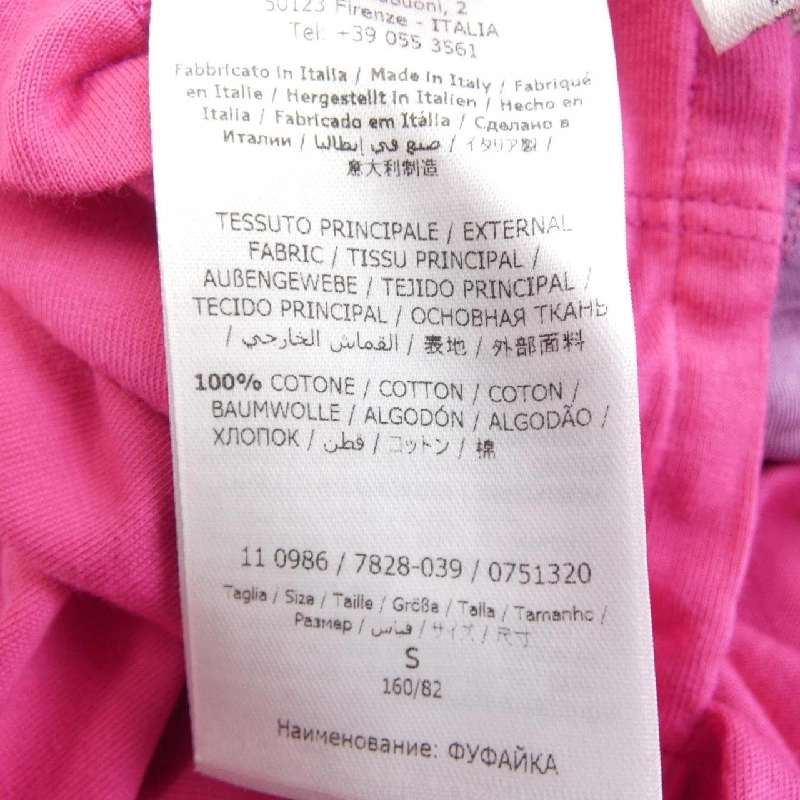 50123 Firenze - ITALIA
Tel: +39 055 3561
Fabbricato in Italia / Made in Italy / Fabriqué
en Italie / Hergestellt in Italien / Hecho en
Italia / Fabricado em Itália / Сделано в
Италии / صنع في إيطاليا / イタリア製 /
意大利制造
TESSUTO PRINCIPALE / EXTERNAL
FABRIC / TISSU PRINCIPAL /
AUßENGEWEBE / TEJIDO PRINCIPAL /
TECIDO PRINCIPAL / ОСНОВНАЯ ТКАНЬ
/ القماش الخارجي / 表地 / 外部面料
100% COTONE / COTTON / COTON /
BAUMWOLLE / ALGODÓN / ALGODÃO /
ХЛОПОК / قطن / コットン / 棉
11 0986 / 7828-039 / 0751320
Taglia / Size / Taille / Größe / Talla / Tamanho /
Размер / قياس / サイズ / 尺寸
S
160/82
Наименование: ФУФАЙКА